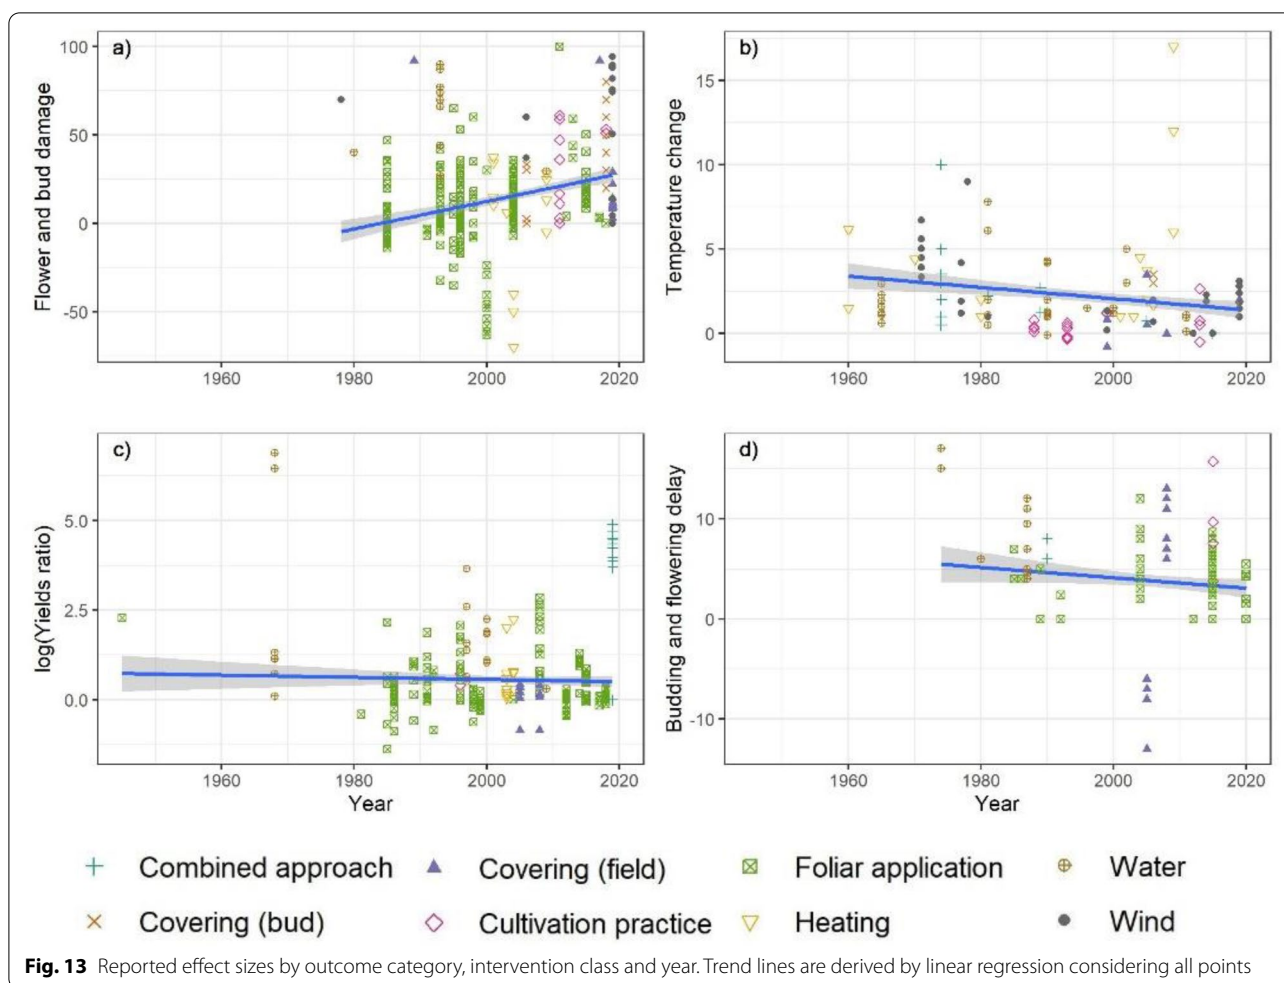 a)
Flower and bud damage
100
50
0
-50
1960 1980 2000 2020
b)
Temperature change
15
10
5
0
1960 1980 2000 2020
c)
log(Yields ratio)
5.0
2.5
0.0
1960 1980 2000 2020
Year
d)
Budding and flowering delay
10
0
-10
1960 1980 2000 2020
Year
Combined approach Covering (field) Foliar application Water
Covering (bud) Cultivation practice Heating Wind
Fig. 13 Reported effect sizes by outcome category, intervention class and year. Trend lines are derived by linear regression considering all points